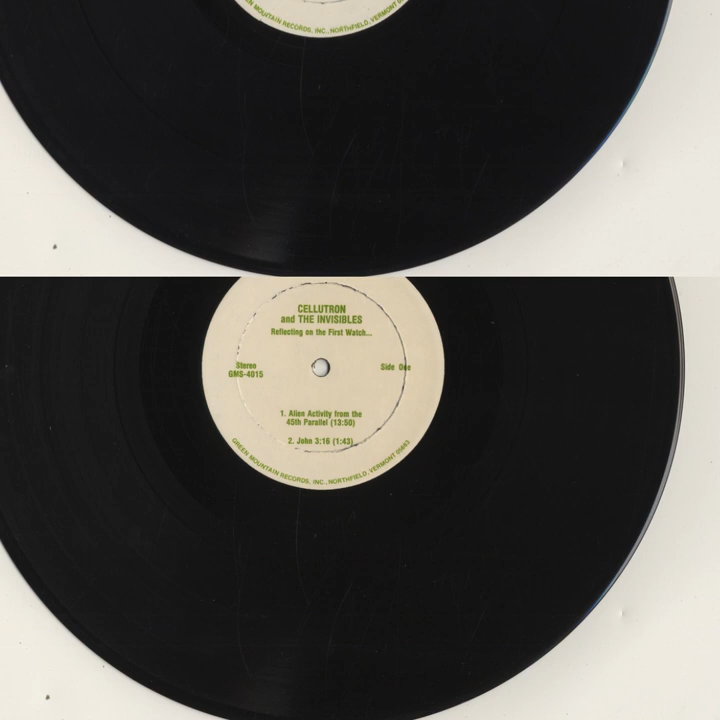 EEN MOUNTAIN RECORDS, INC., NORTHFIELD, VERMONT
CELLUTRON
and THE INVISIBLES
Reflecting on the First Watch...
Stereo
GMS-4015
Side One
1. Alien Activity from the
45th Parallel (13:50)
2. John 3:16 (1:43)
GREEN MOUNTAIN RECORDS, INC., NORTHFIELD, VERMONT 05663